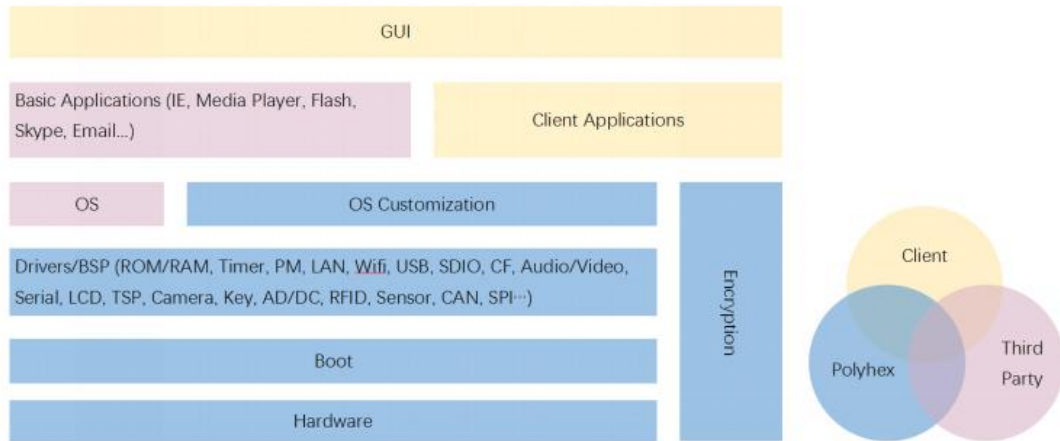 GUI
Basic Applications (IE, Media Player, Flash,
Skype, Email...)
Client Applications
OS
OS Customization
Drivers/BSP (ROM/RAM, Timer, PM, LAN, Wifi, USB, SDIO, CF, Audio/Video,
Serial, LCD, TSP, Camera, Key, AD/DC, RFID, Sensor, CAN, SPI…)
Encryption
Boot
Hardware
Client
Polyhex
Third
Party